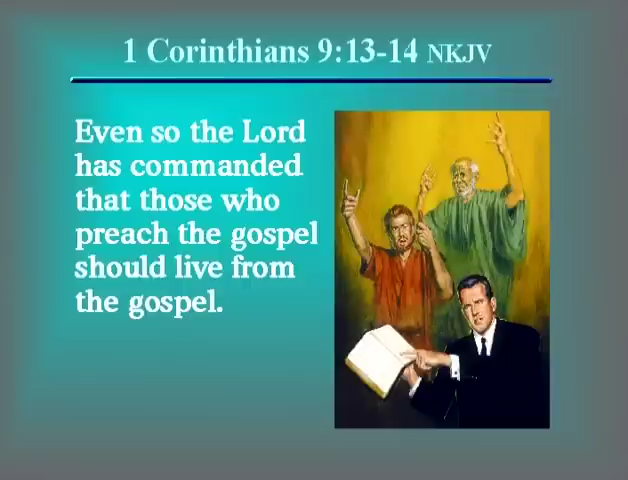 1 Corinthians 9:13-14 NKJV
Even so the Lord
has commanded
that those who
preach the gospel
should live from
the gospel.